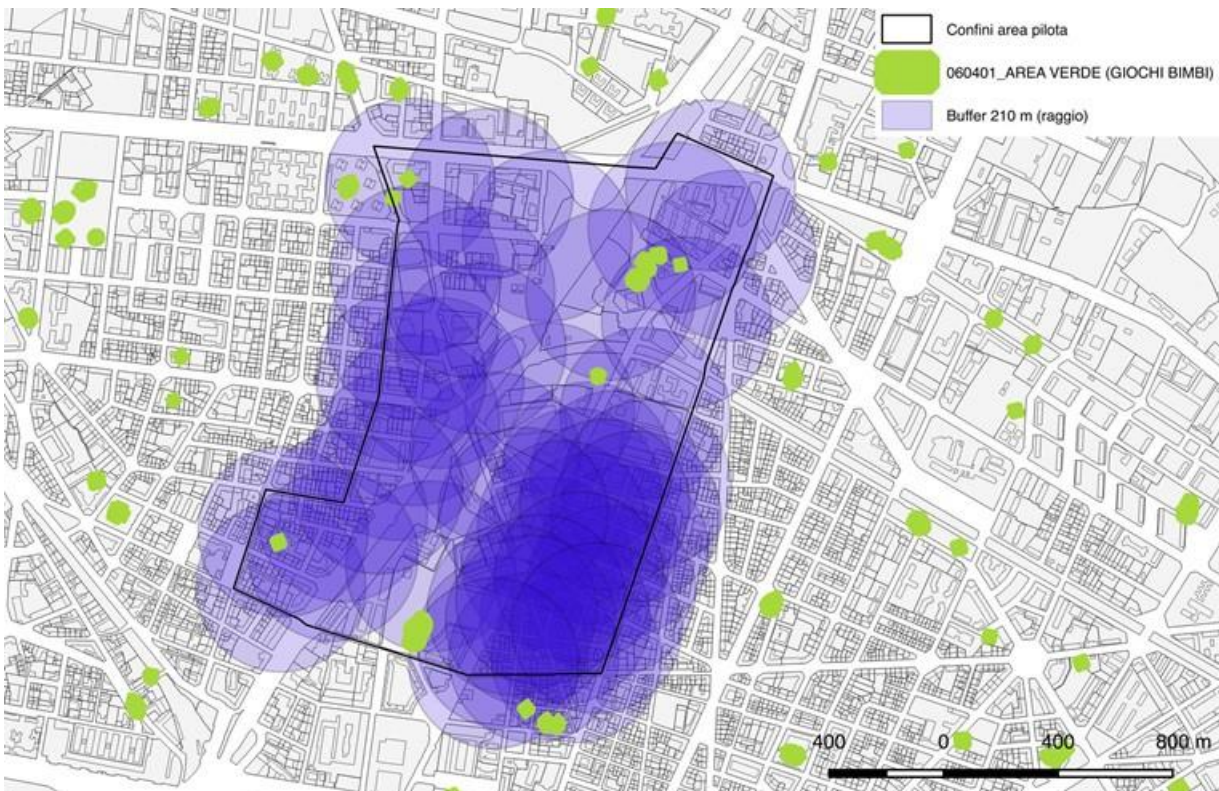 Confini area pilota
060401_AREA VERDE (GIOCHI BIMBI)
Buffer 210 m (raggio)
400 0 400 800 m